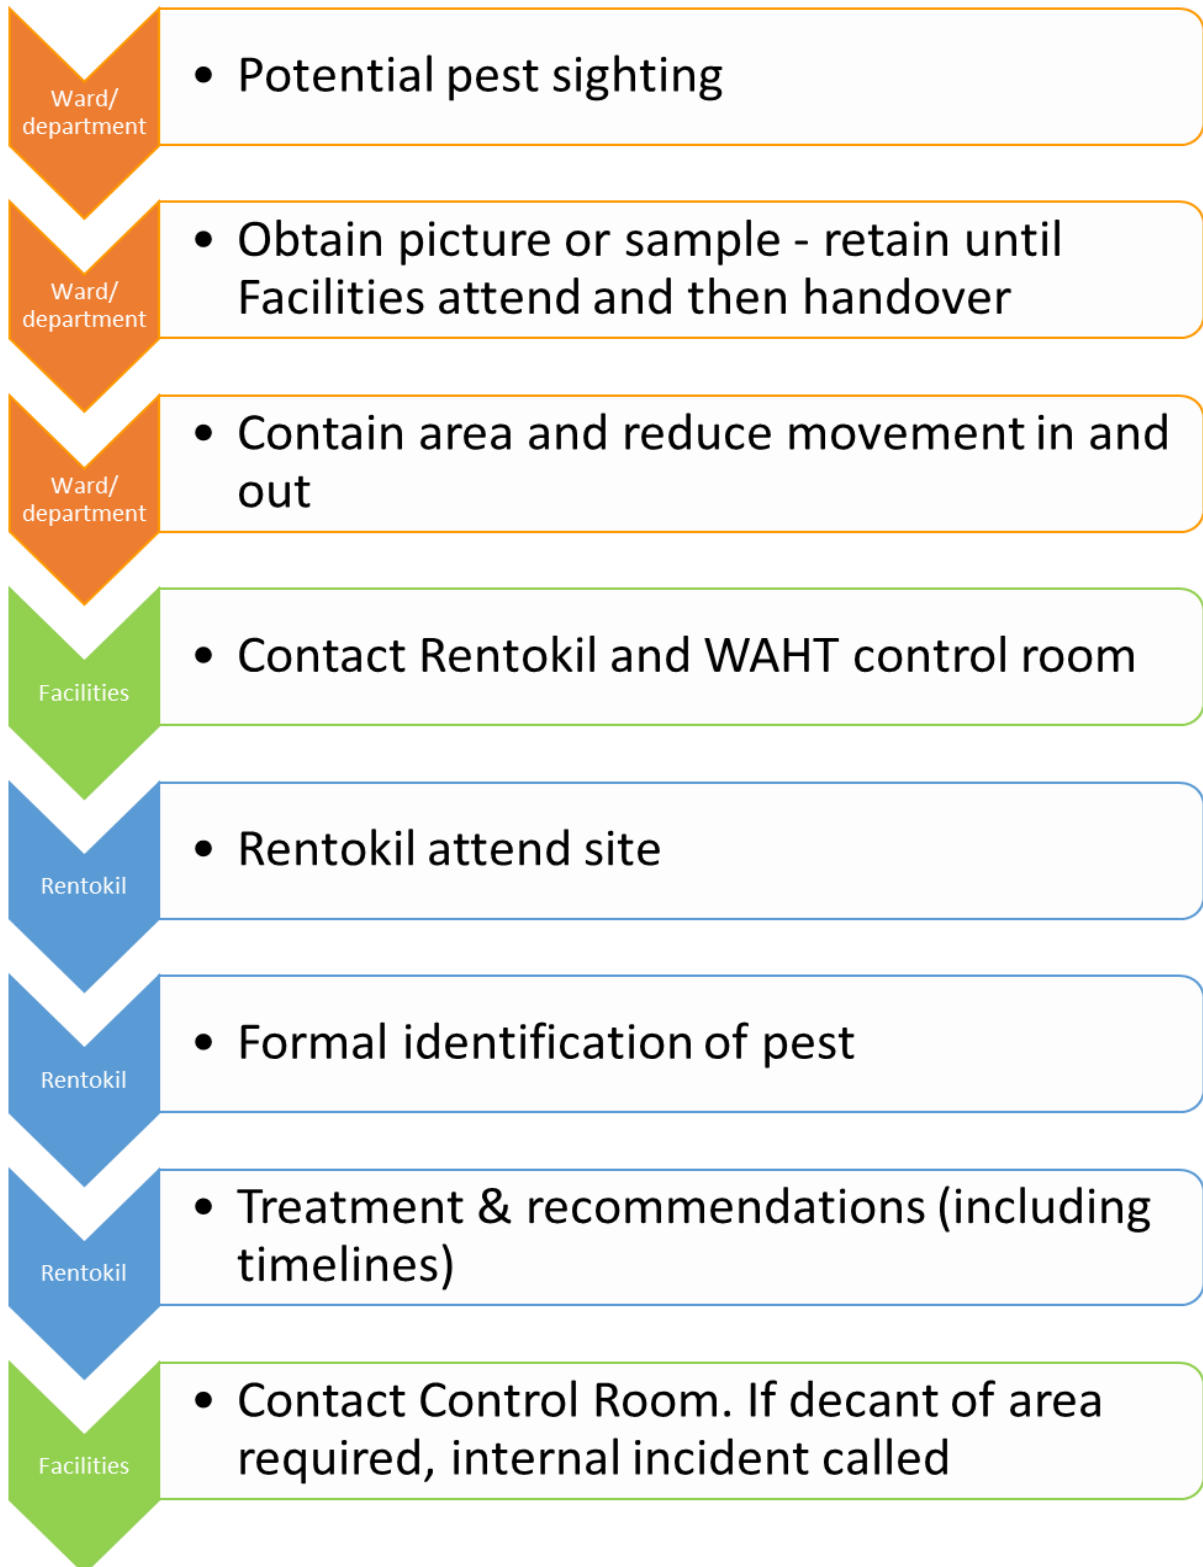 Ward/
department
• Potential pest sighting
Ward/
department
• Obtain picture or sample - retain until
Facilities attend and then handover
Ward/
department
• Contain area and reduce movement in and
out
Facilities
• Contact Rentokil and WAHT control room
Rentokil
• Rentokil attend site
Rentokil
• Formal identification of pest
Rentokil
• Treatment & recommendations (including
timelines)
Facilities
• Contact Control Room. If decant of area
required, internal incident called